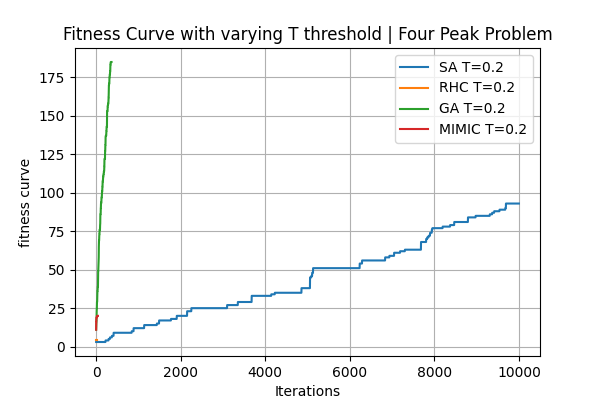 Fitness Curve with varying T threshold | Four Peak Problem
SA T=0.2
RHC T=0.2
GA T=0.2
MIMIC T=0.2
fitness curve
175
150
125
100
75
50
25
0
0 2000 4000 6000 8000 10000
Iterations